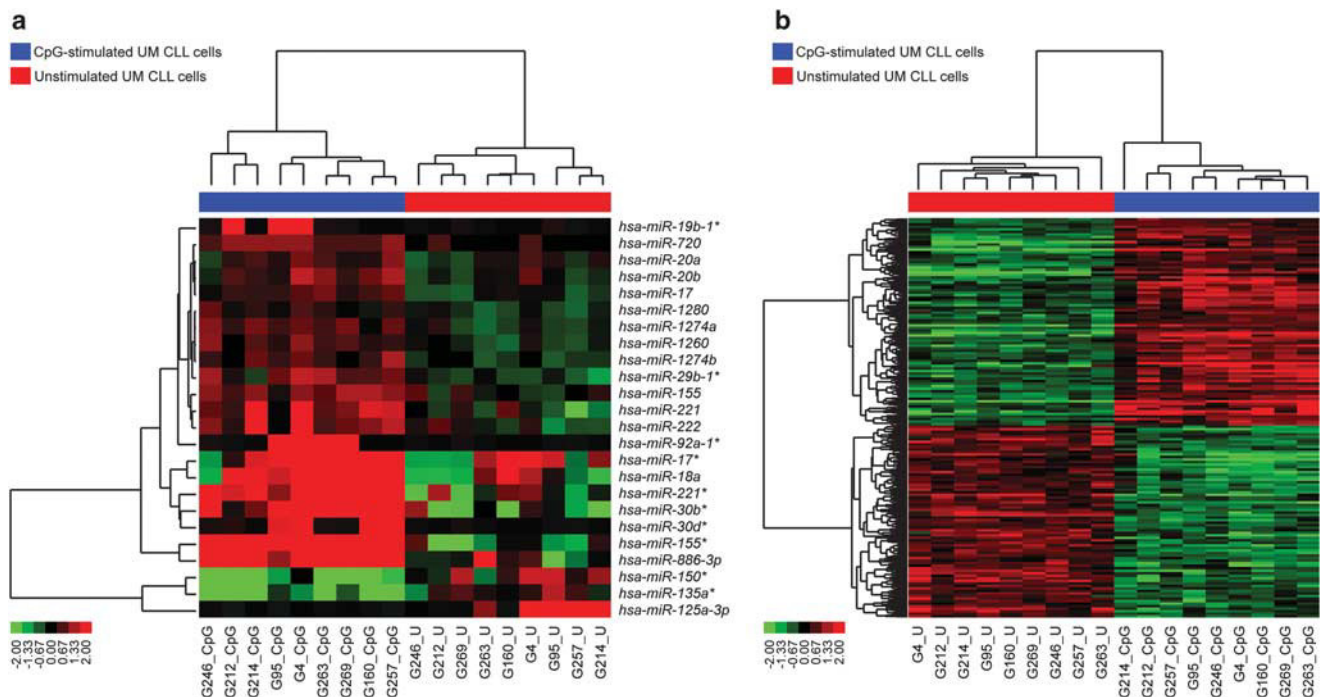 a
CpG-stimulated UM CLL cells
Unstimulated UM CLL cells
hsa-miR-19b-1*
hsa-miR-720
hsa-miR-20a
hsa-miR-20b
hsa-miR-17
hsa-miR-1280
hsa-miR-1274a
hsa-miR-1260
hsa-miR-1274b
hsa-miR-29b-1*
hsa-miR-155
hsa-miR-221
hsa-miR-222
hsa-miR-92a-1*
hsa-miR-17*
hsa-miR-18a
hsa-miR-221*
hsa-miR-30b*
hsa-miR-30d*
hsa-miR-155*
hsa-miR-886-3p
hsa-miR-150*
hsa-miR-135a*
hsa-miR-125a-3p
-2.00
-1.33
-0.67
0.00
0.67
1.33
2.00
G246_CpG
G212_CpG
G214_CpG
G95_CpG
G4_CpG
G263_CpG
G269_CpG
G160_CpG
G257_CpG
G246_U
G212_U
G269_U
G263_U
G160_U
G4_U
G95_U
G257_U
G214_U
b
CpG-stimulated UM CLL cells
Unstimulated UM CLL cells
-2.00
-1.33
-0.67
0.00
0.67
1.33
2.00
G4_U
G212_U
G214_U
G95_U
G160_U
G269_U
G246_U
G257_U
G263_U
G214_CpG
G212_CpG
G257_CpG
G95_CpG
G246_CpG
G4_CpG
G160_CpG
G269_CpG
G263_CpG